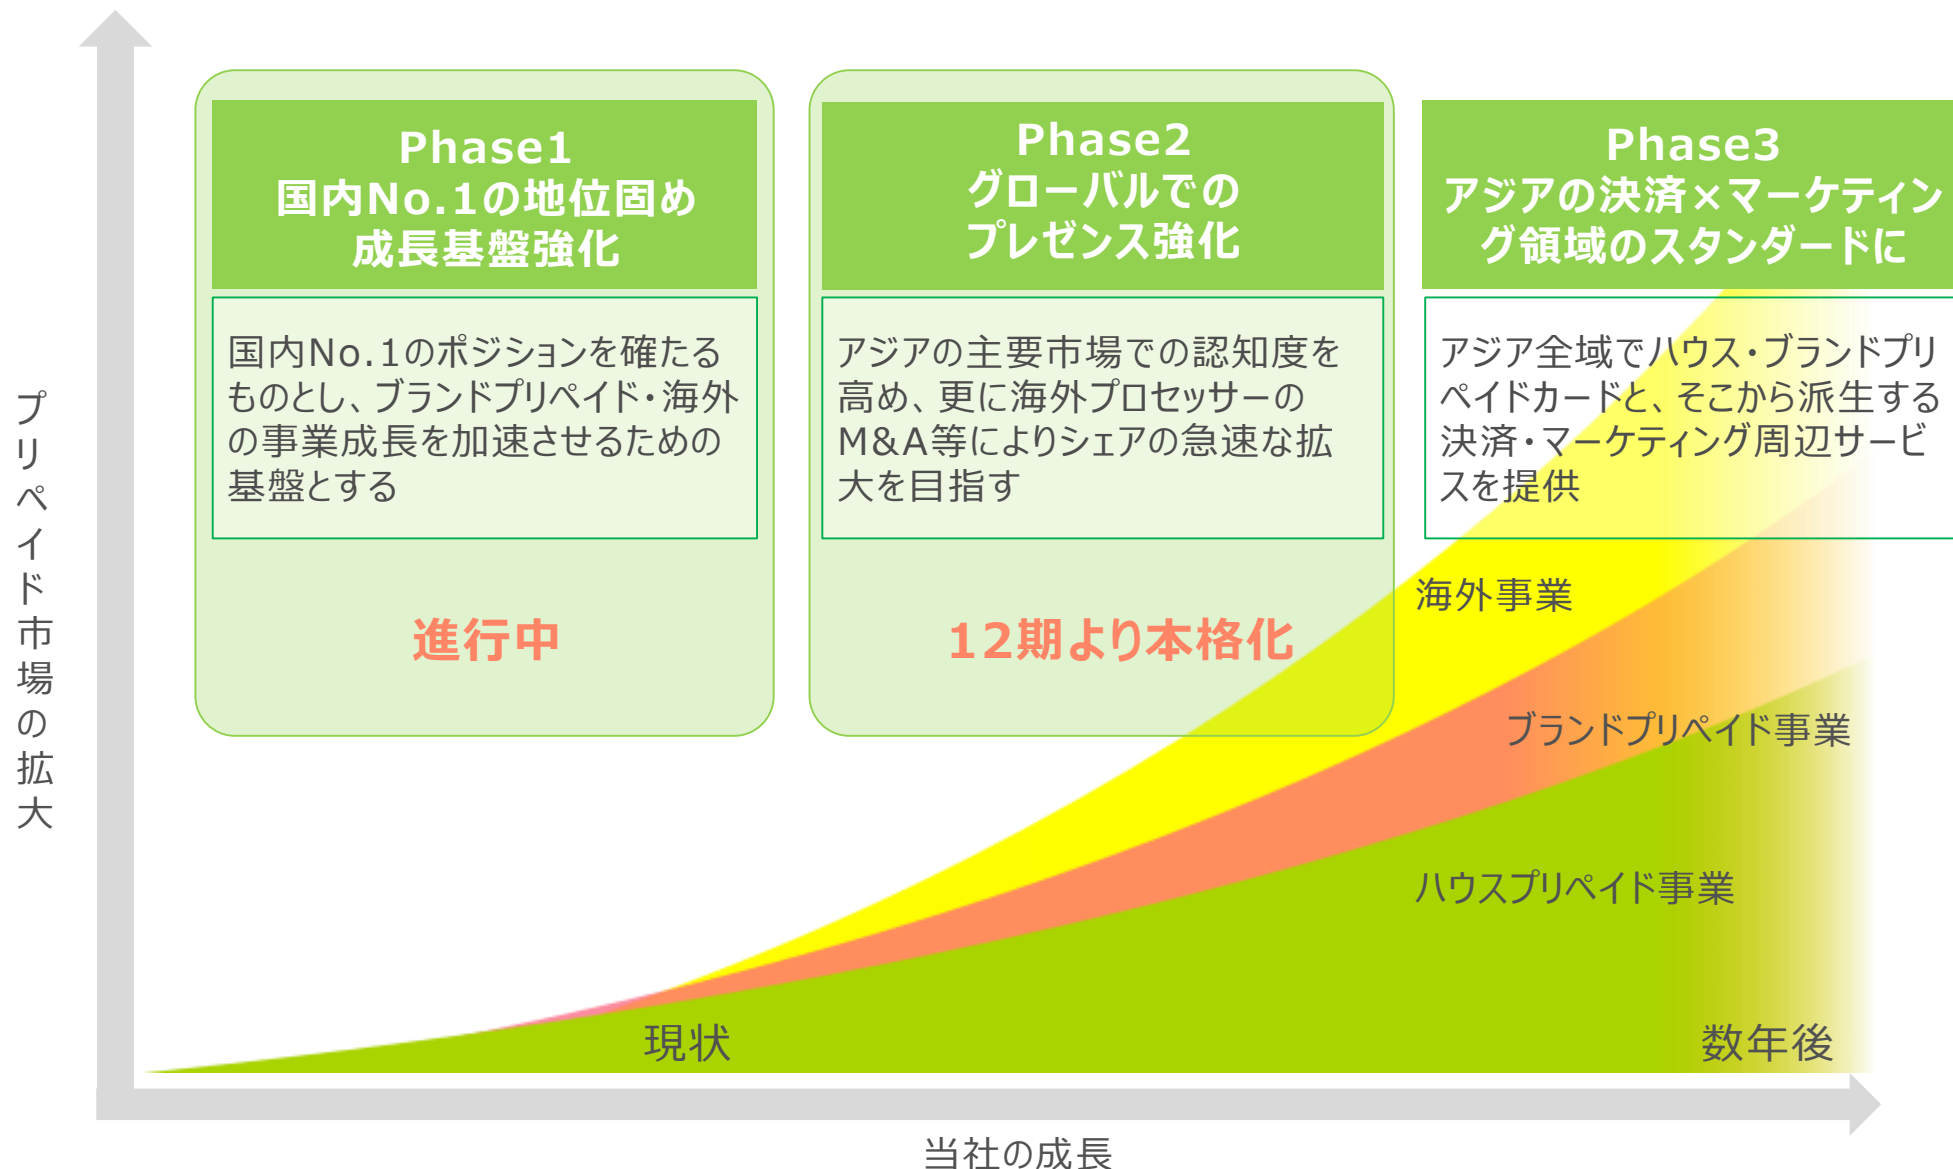 Phase1
国内No.1の地位固め
成長基盤強化
国内No.1のポジションを確たる
ものとし、ブランドプリペイド・海外
の事業成長を加速させるための
基盤とする
進行中
Phase2
グローバルでの
プレゼンス強化
アジアの主要市場での認知度を
高め、更に海外プロセッサーの
M&A等によりシェアの急速な拡
大を目指す
12期より本格化
Phase3
アジアの決済×マーケティン
グ領域のスタンダードに
アジア全域でハウス・ブランドプリ
ペイドカードと、そこから派生する
決済・マーケティング周辺サービ
スを提供
プリペイド市場の拡大
海外事業
ブランドプリペイド事業
ハウスプリペイド事業
現状
数年後
当社の成長